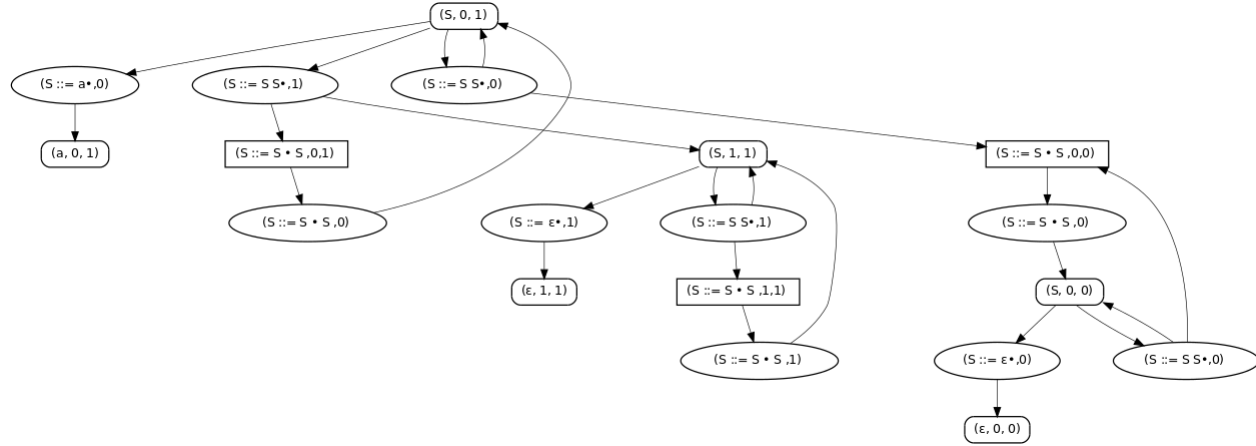 (S, 0, 1)
(S ::= a•,0)
(S ::= S S•,1)
(S ::= S S•,0)
(a, 0, 1)
(S ::= S • S ,0,1)
(S, 1, 1)
(S ::= S • S ,0,0)
(S ::= S • S ,0)
(S ::= ε•,1)
(S ::= S S•,1)
(S ::= S • S ,0)
(ε, 1, 1)
(S ::= S • S ,1,1)
(S, 0, 0)
(S ::= S • S ,1)
(S ::= ε•,0)
(S ::= S S•,0)
(ε, 0, 0)